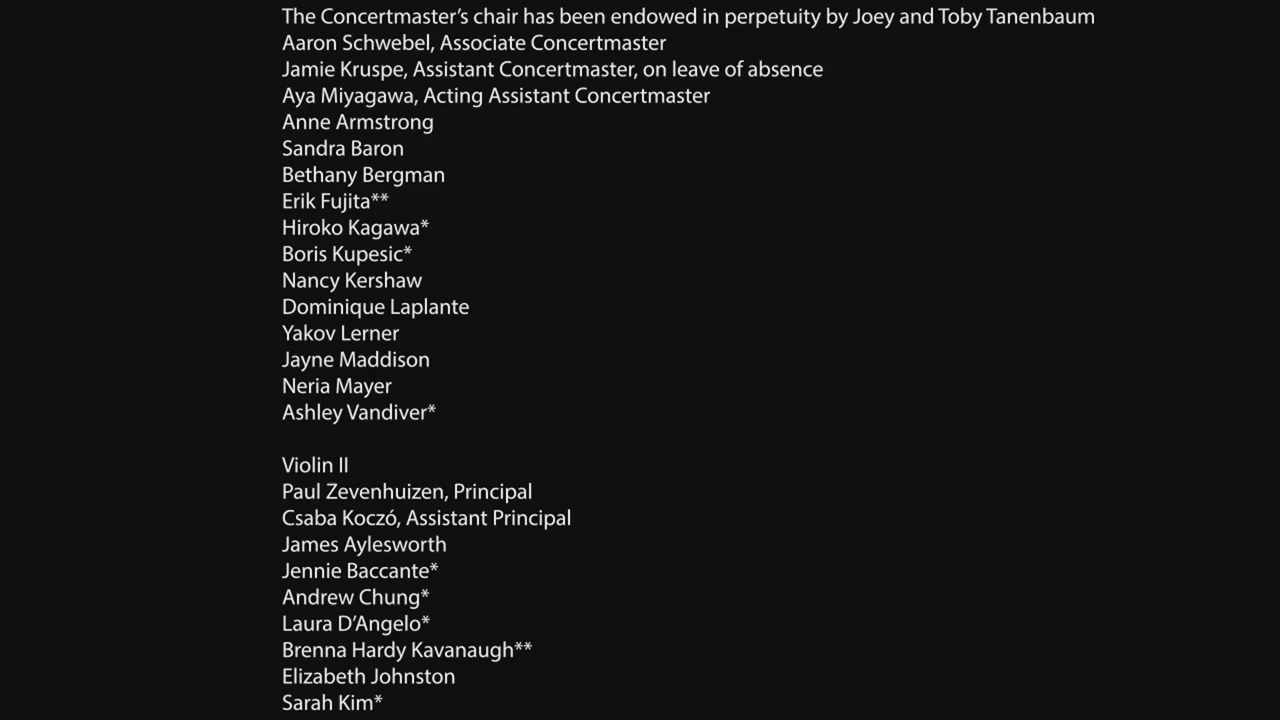 The Concertmaster’s chair has been endowed in perpetuity by Joey and Toby Tanenbaum
Aaron Schwebel, Associate Concertmaster
Jamie Kruspe, Assistant Concertmaster, on leave of absence
Aya Miyagawa, Acting Assistant Concertmaster
Anne Armstrong
Sandra Baron
Bethany Bergman
Erik Fujita**
Hiroko Kagawa*
Boris Kupesic*
Nancy Kershaw
Dominique Laplante
Yakov Lerner
Jayne Maddison
Neria Mayer
Ashley Vandiver*
Violin II
Paul Zevenhuizen, Principal
Csaba Koczó, Assistant Principal
James Aylesworth
Jennie Baccante*
Andrew Chung*
Laura D’Angelo*
Brenna Hardy Kavanaugh**
Elizabeth Johnston
Sarah Kim*